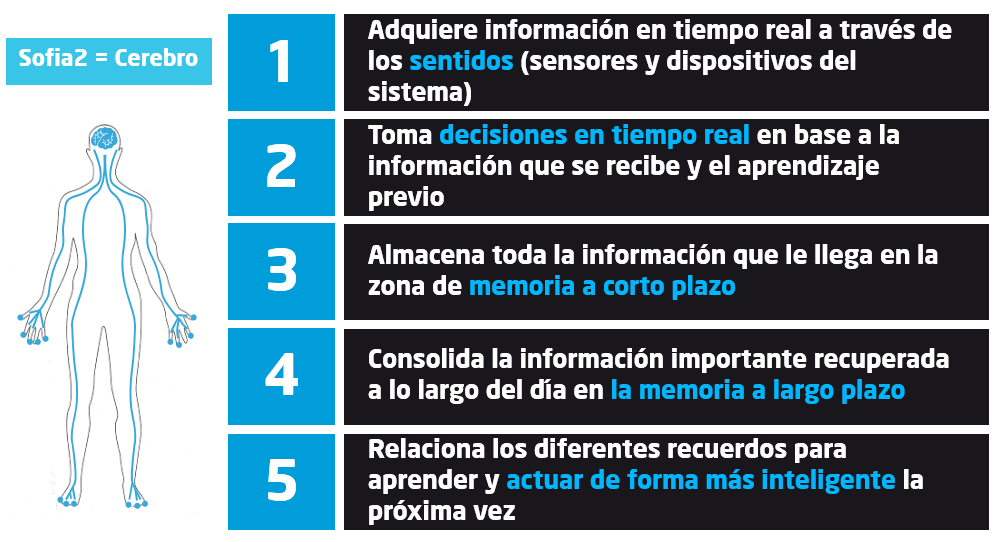 Sofia2 = Cerebro
1
Adquiere información en tiempo real a través de
los sentidos (sensores y dispositivos del
sistema)
2
Toma decisiones en tiempo real en base a la
información que se recibe y el aprendizaje
previo
3
Almacena toda la información que le llega en la
zona de memoria a corto plazo
4
Consolida la información importante recuperada
a lo largo del día en la memoria a largo plazo
5
Relaciona los diferentes recuerdos para
aprender y actuar de forma más inteligente la
próxima vez